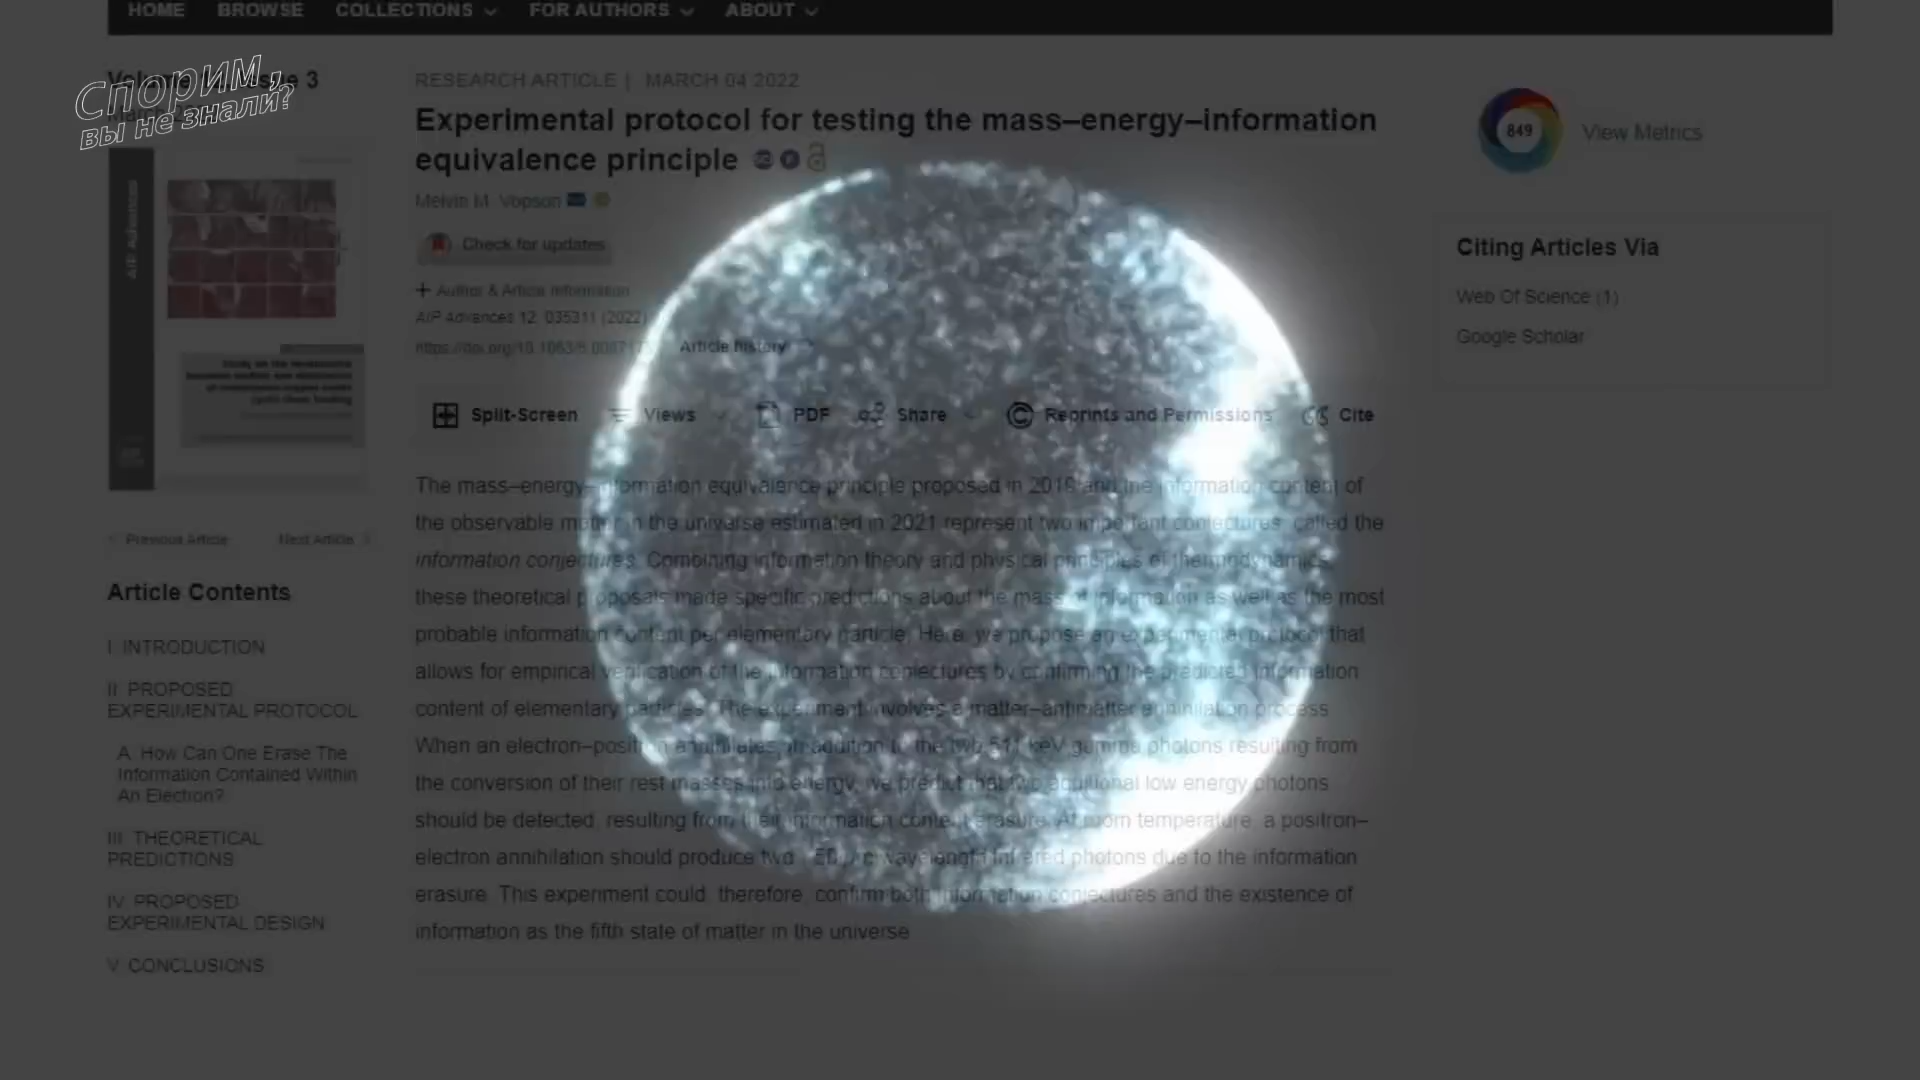 HOME BROWSE COLLECTIONS FOR AUTHORS ABOUT
Спорим,
вы не знали?
Issue 3
RESEARCH ARTICLE | MARCH 04 2022
Experimental protocol for testing the mass–energy–information
equivalence principle
Melvin M. Vopson
Check for updates
+ Author & Article Information
AIP Advances 12, 035311 (2022)
Article history
849 View Metrics
Citing Articles Via
Web Of Science (1)
Google Scholar
AIP Advances
Split-Screen Views PDF Share Reprints and Permissions Cite
The mass–energy–information equivalence principle proposed in and the information content of
the observable matter in the universe estimated in 2021 represent two important conjectures, called the
information conjectures. Combining information theory and physical principles of thermodynamics,
these theoretical proposals made specific predictions about the mass of information as well as the most
probable information content per elementary particle. Here, we propose an experimental protocol that
allows for empirical verification of the information conjectures by confirming the predicted information
content of elementary particles. The experiment involves a matter–antimatter annihilation process.
When an electron–positron annihilates, in addition to the two 511 keV gamma photons resulting from
the conversion of their rest masses into energy, we predict that two additional low energy photons
should be detected, resulting from their information content erasure. At room temperature, a positron–
electron annihilation should produce two wavelength infrared photons due to the information
erasure. This experiment could, therefore, confirm both information conjectures and the existence of
information as the fifth state of matter in the universe
Previous Article Next Article
Article Contents
I. INTRODUCTION
II. PROPOSED
EXPERIMENTAL PROTOCOL
A. How Can One Erase The
Information Contained Within
An Electron?
III. THEORETICAL
PREDICTIONS
IV. PROPOSED
EXPERIMENTAL DESIGN
V. CONCLUSIONS